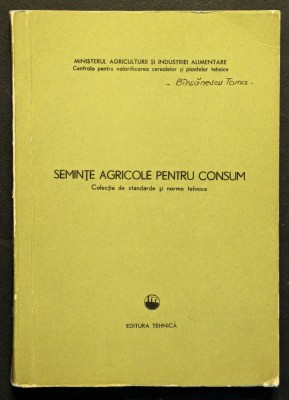 MINISTERUL AGRICULTURII ȘI INDUSTRIEI ALIMENTARE
Centrala pentru valorificarea cerealelor și plantelor tehnice
SEMINȚE AGRICOLE PENTRU CONSUM
Colecție de standarde și norme tehnice
EDITURA TEHNICĂ